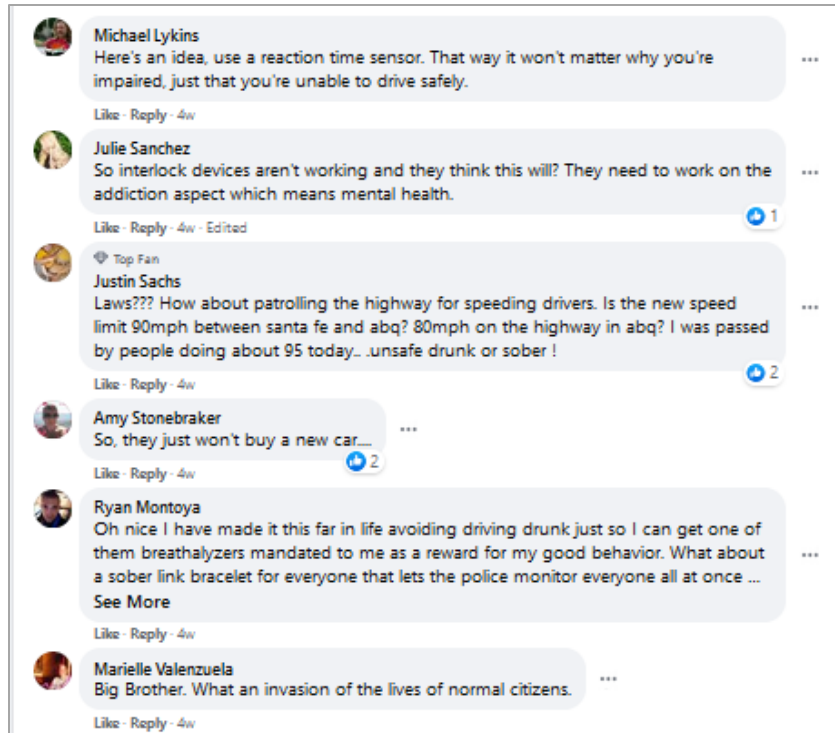 Michael Lykins
Here's an idea, use a reaction time sensor. That way it won't matter why you're
impaired, just that you're unable to drive safely.
Like · Reply · 4w
Julie Sanchez
So interlock devices aren't working and they think this will? They need to work on the
addiction aspect which means mental health.
1
Like · Reply · 4w · Edited
Top Fan
Justin Sachs
Laws??? How about patrolling the highway for speeding drivers. Is the new speed
limit 90mph between santa fe and abq? 80mph on the highway in abq? I was passed
by people doing about 95 today.. .unsafe drunk or sober !
2
Like · Reply · 4w
Amy Stonebraker
So, they just won't buy a new car....
2
Like · Reply · 4w
Ryan Montoya
Oh nice I have made it this far in life avoiding driving drunk just so I can get one of
them breathalyzers mandated to me as a reward for my good behavior. What about
a sober link bracelet for everyone that lets the police monitor everyone all at once ...
See More
Like · Reply · 4w
Marielle Valenzuela
Big Brother. What an invasion of the lives of normal citizens.
Like · Reply · 4w